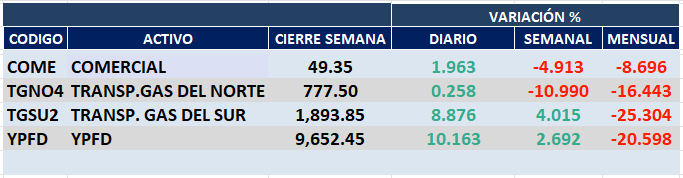 VARIACIÓN %
CODIGO ACTIVO CIERRE SEMANA DIARIO SEMANAL MENSUAL
COME COMERCIAL 49.35 1.963 -4.913 -8.696
TGNO4 TRANSP.GAS DEL NORTE 777.50 0.258 -10.990 -16.443
TGSU2 TRANSP. GAS DEL SUR 1,893.85 8.876 4.015 -25.304
YPFD YPFD 9,652.45 10.163 2.692 -20.598